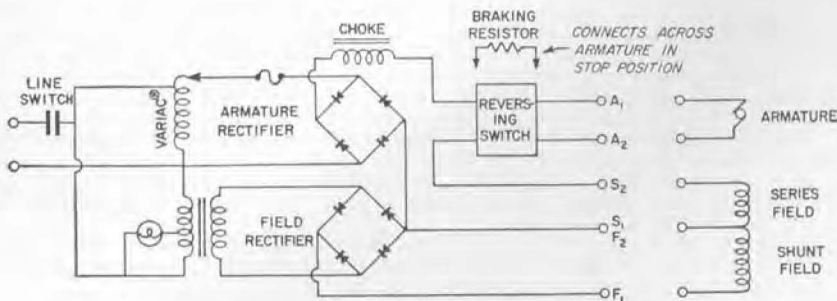 CHOKE
BRAKING
RESISTOR
CONNECTS ACROSS
ARMATURE IN
STOP POSITION
LINE
SWITCH
VARIAC®
ARMATURE
RECTIFIER
REVERS-
ING
SWITCH
A1
A2
ARMATURE
S2
SERIES
FIELD
FIELD
RECTIFIER
S1
F2
SHUNT
FIELD
F1